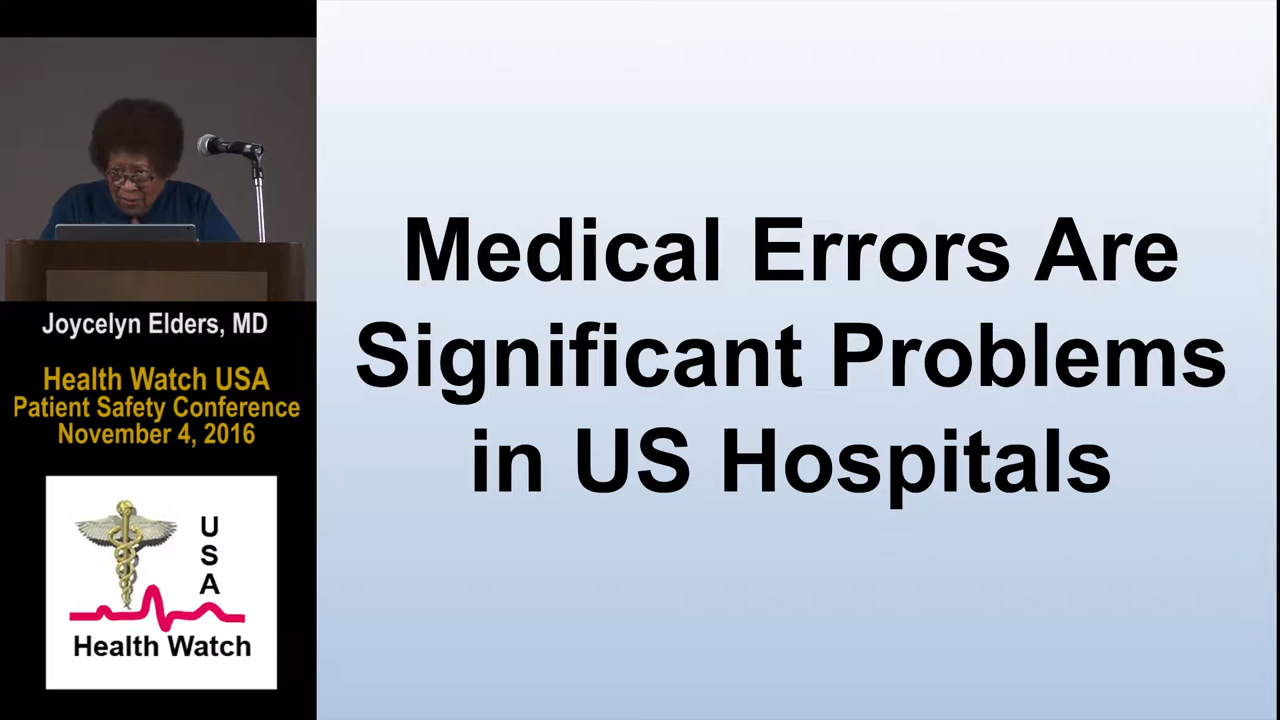 Joycelyn Elders, MD
Health Watch USA
Patient Safety Conference
November 4, 2016
U
S
A
Health Watch
Medical Errors Are
Significant Problems
in US Hospitals